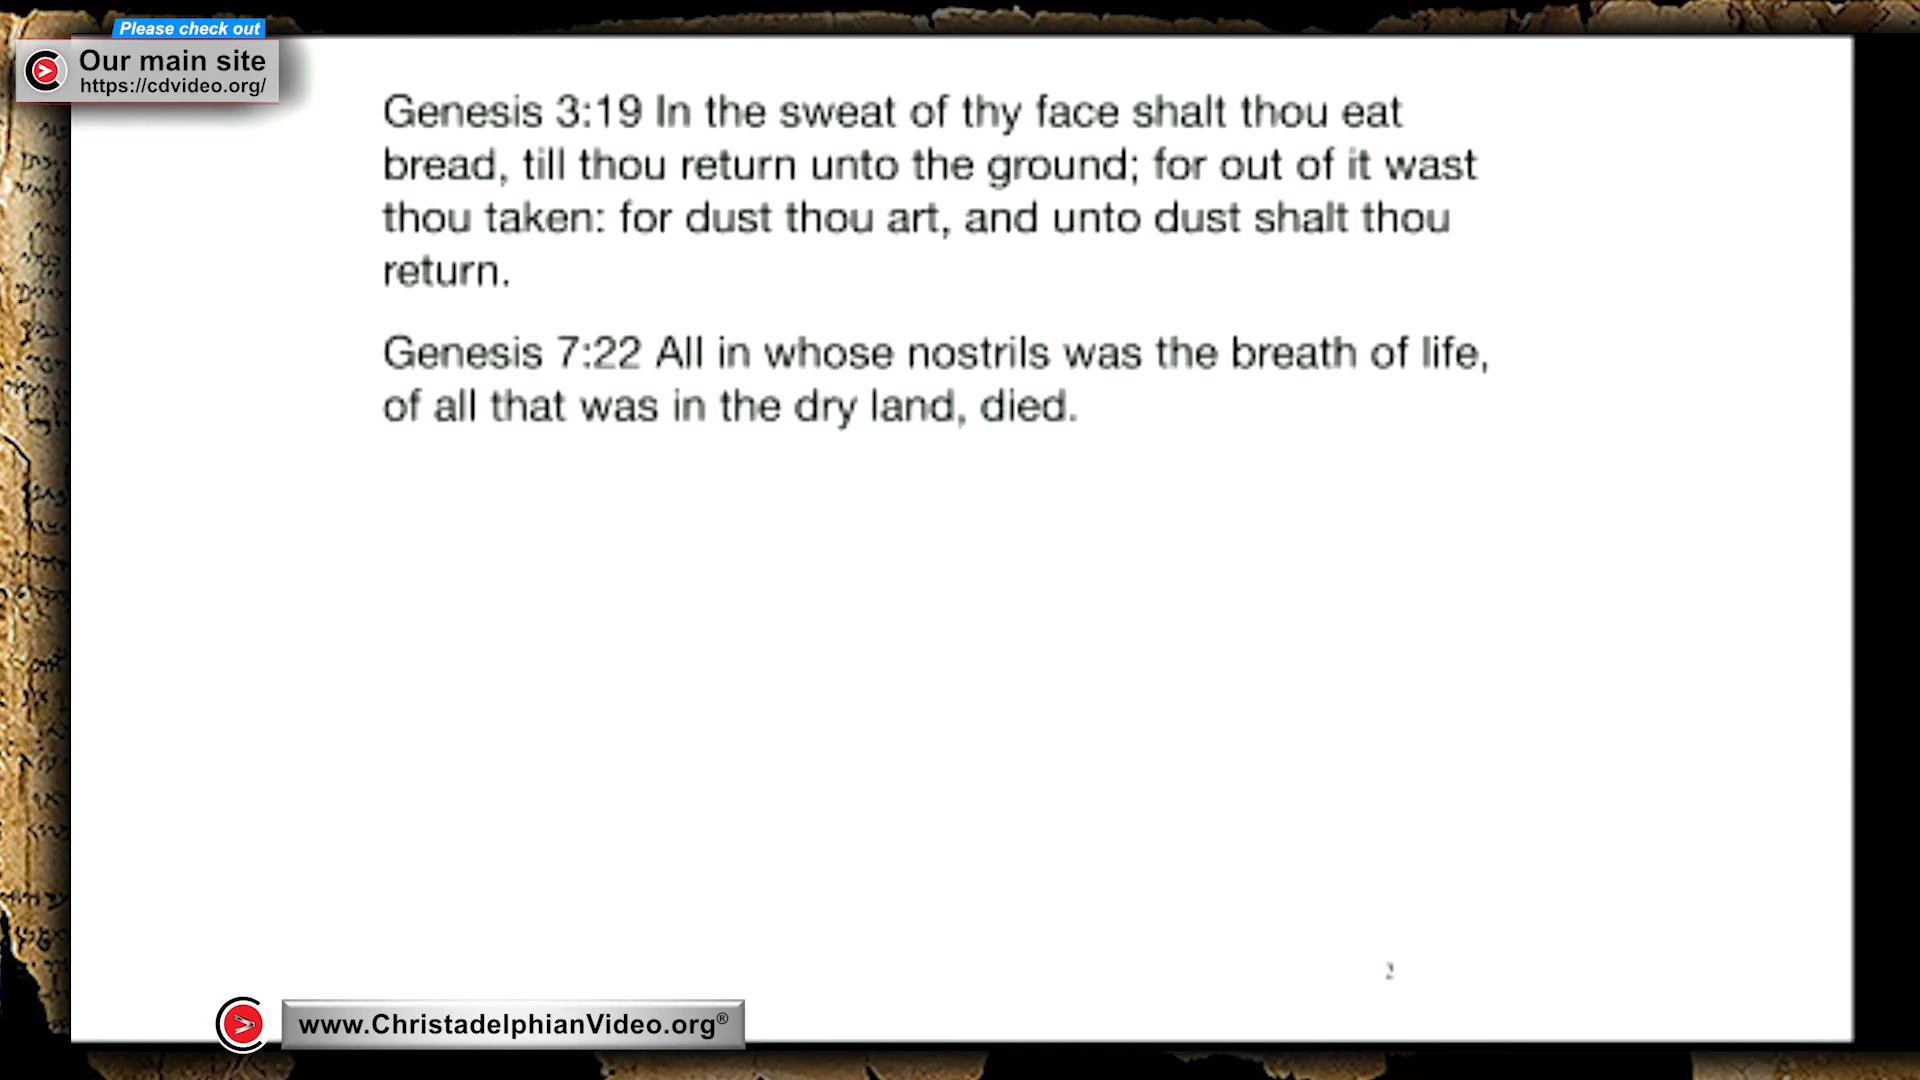 Please check out
Our main site
https://cdvideo.org/
Genesis 3:19 In the sweat of thy face shalt thou eat
bread, till thou return unto the ground; for out of it wast
thou taken: for dust thou art, and unto dust shalt thou
return.
Genesis 7:22 All in whose nostrils was the breath of life,
of all that was in the dry land, died.
2
www.ChristadelphianVideo.org®